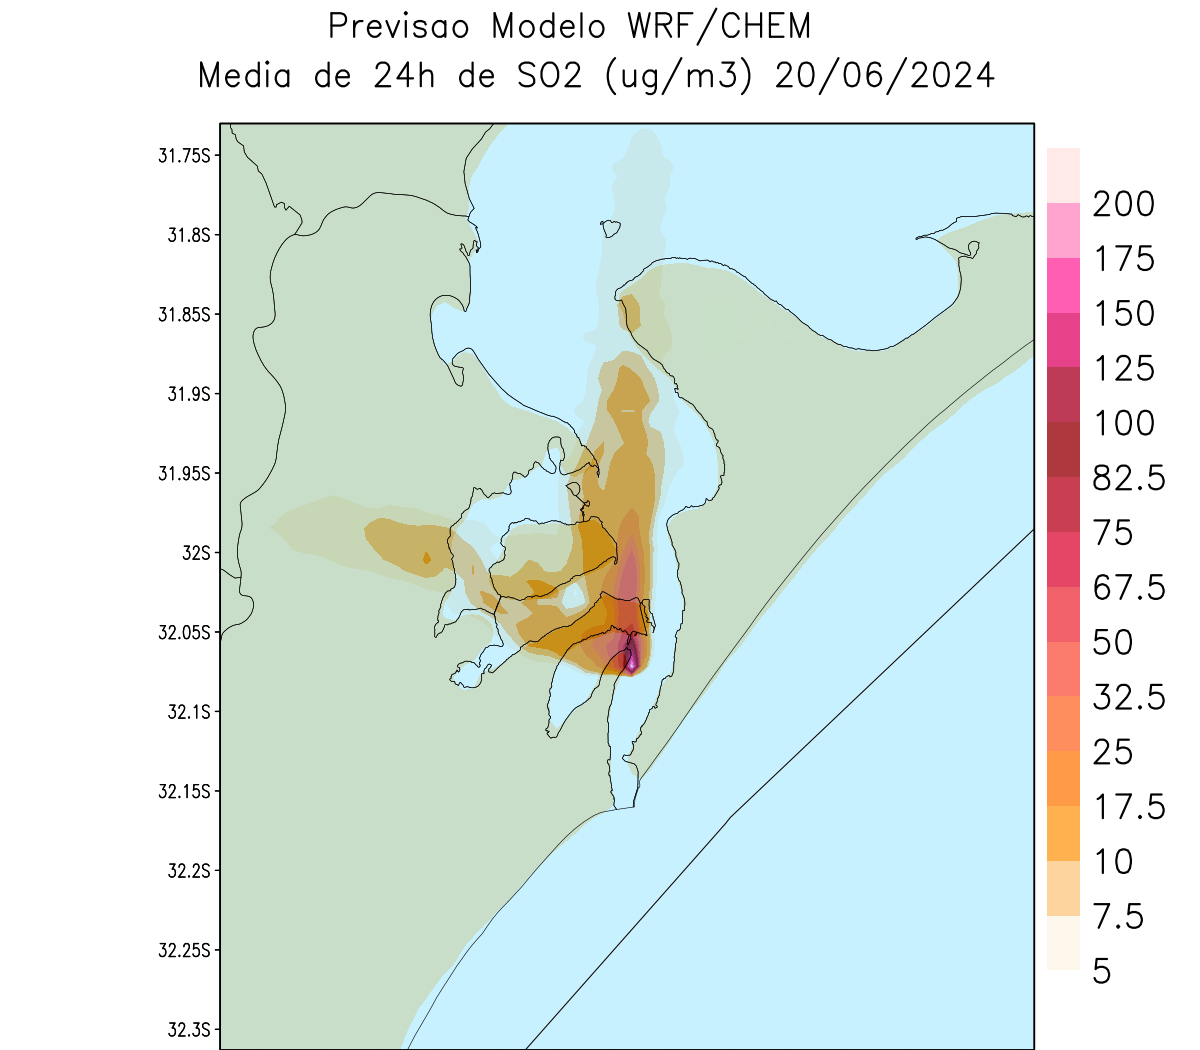 Previsao Modelo WRF/CHEM
Media de 24h de SO2 (ug/m3) 20/06/2024
31.75S
31.8S
31.85S
31.9S
31.95S
32S
32.05S
32.1S
32.15S
32.2S
32.25S
32.3S
200
175
150
125
100
82.5
75
67.5
50
32.5
25
17.5
10
7.5
5